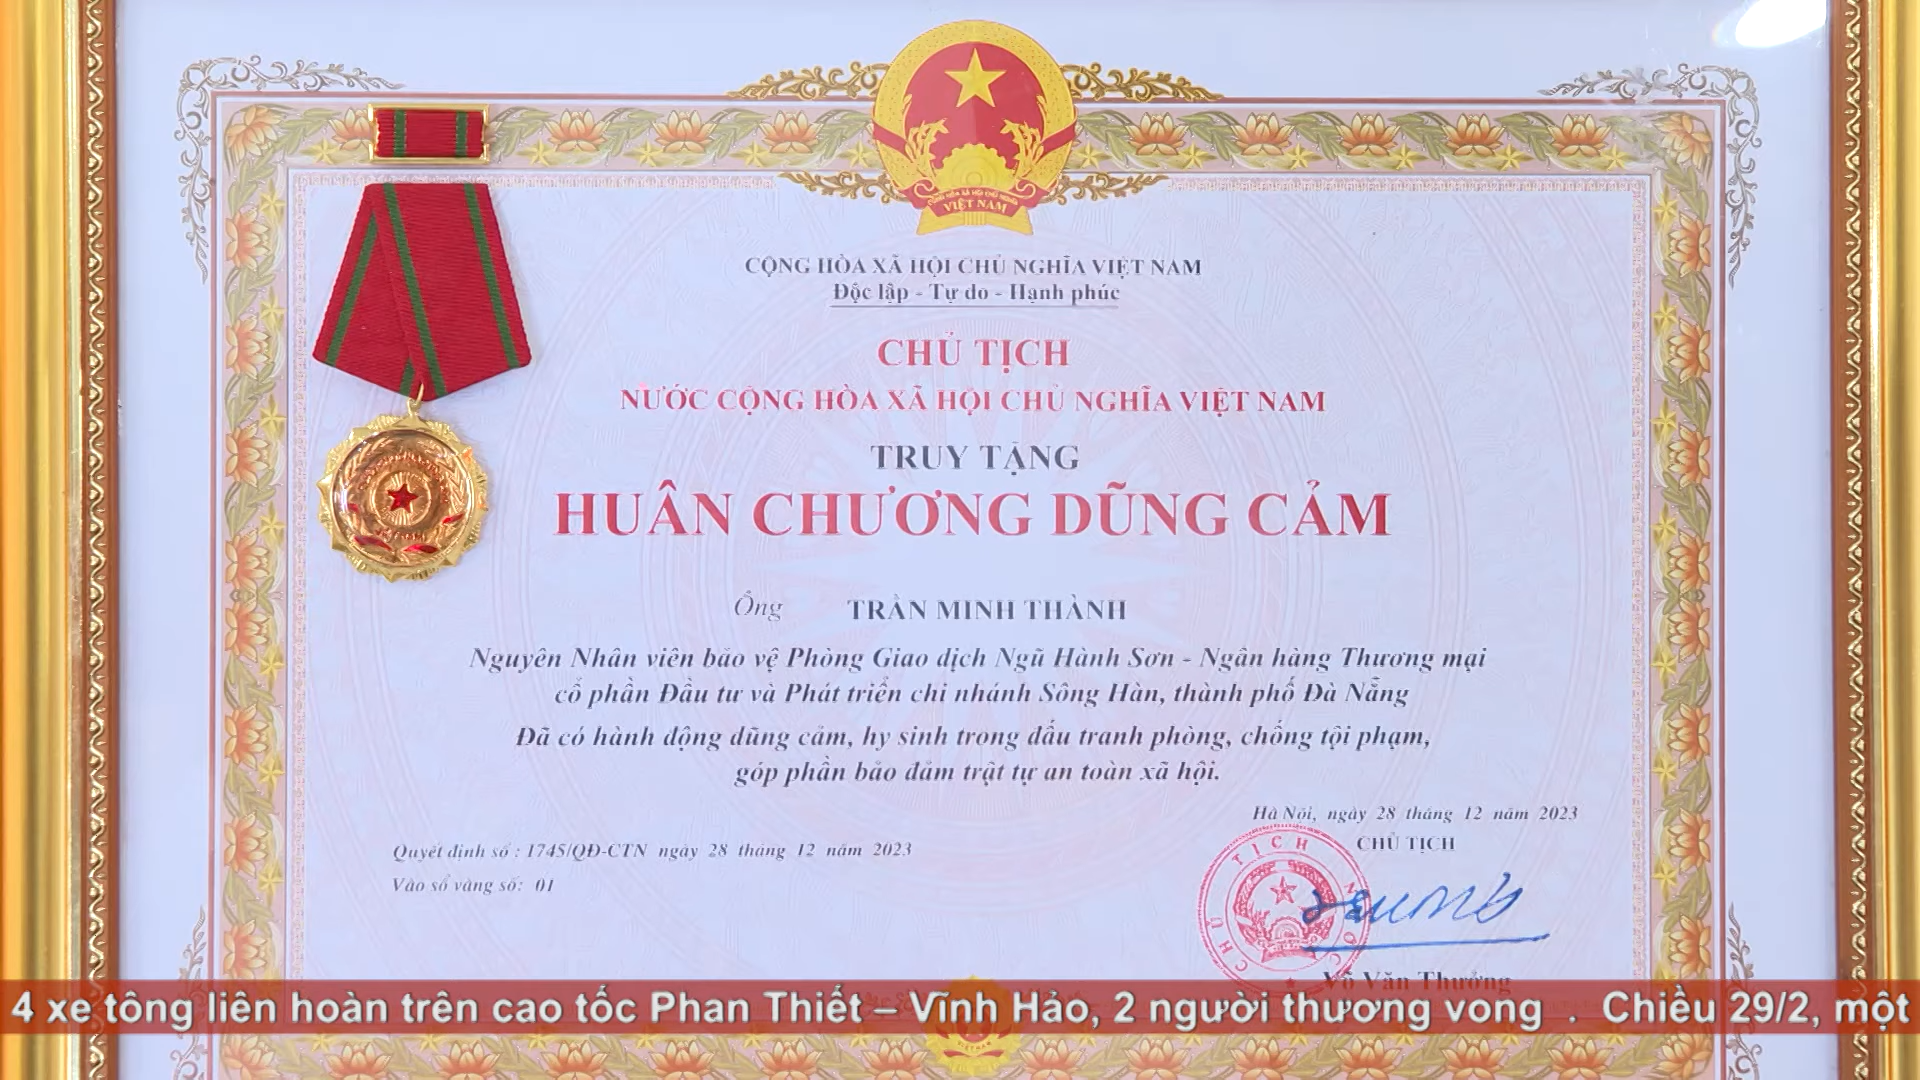 VIỆT NAM
CỘNG HÒA XÃ HỘI CHỦ NGHĨA VIỆT NAM
Độc lập - Tự do - Hạnh phúc
CHỦ TỊCH
NƯỚC CỘNG HÒA XÃ HỘI CHỦ NGHĨA VIỆT NAM
TRUY TẶNG
HUÂN CHƯƠNG DŨNG CẢM
Ông TRẦN MINH THÀNH
Nguyên Nhân viên bảo vệ Phòng Giao dịch Ngũ Hành Sơn - Ngân hàng Thương mại
cổ phần Đầu tư và Phát triển chi nhánh Sông Hàn, thành phố Đà Nẵng
Đã có hành động dũng cảm, hy sinh trong đấu tranh phòng, chống tội phạm,
góp phần bảo đảm trật tự an toàn xã hội.
Hà Nội, ngày 28 tháng 12 năm 2023
CHỦ TỊCH
Quyết định số : 1745/QĐ-CTN ngày 28 tháng 12 năm 2023
Vào sổ vàng số: 01
CHỦ TỊCH
Võ Văn Thưởng
4 xe tông liên hoàn trên cao tốc Phan Thiết – Vĩnh Hảo, 2 người thương vong . Chiều 29/2, một